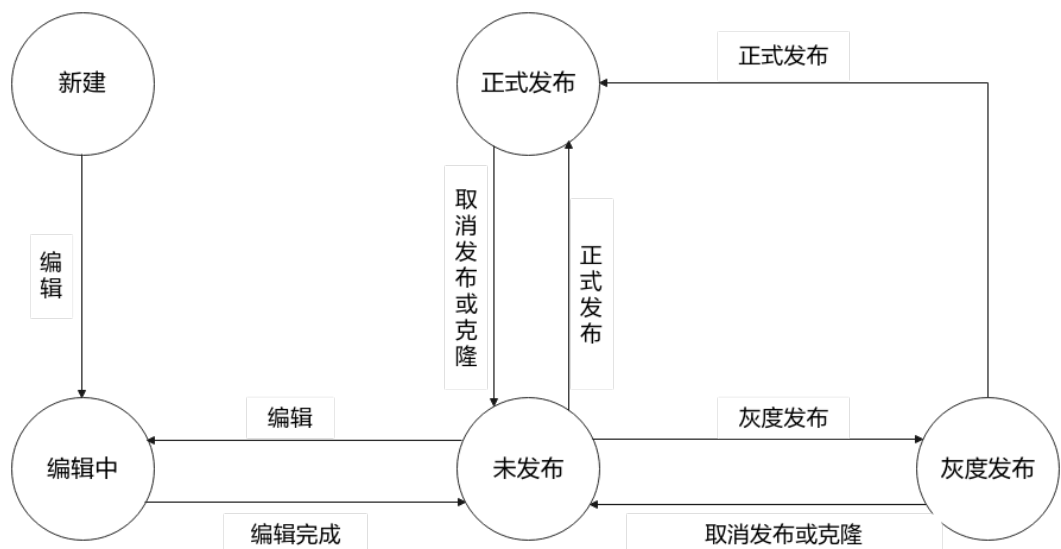 新建
正式发布
正式发布
编辑
取消发布或克隆
正式发布
编辑
灰度发布
编辑中
未发布
灰度发布
编辑完成
取消发布或克隆